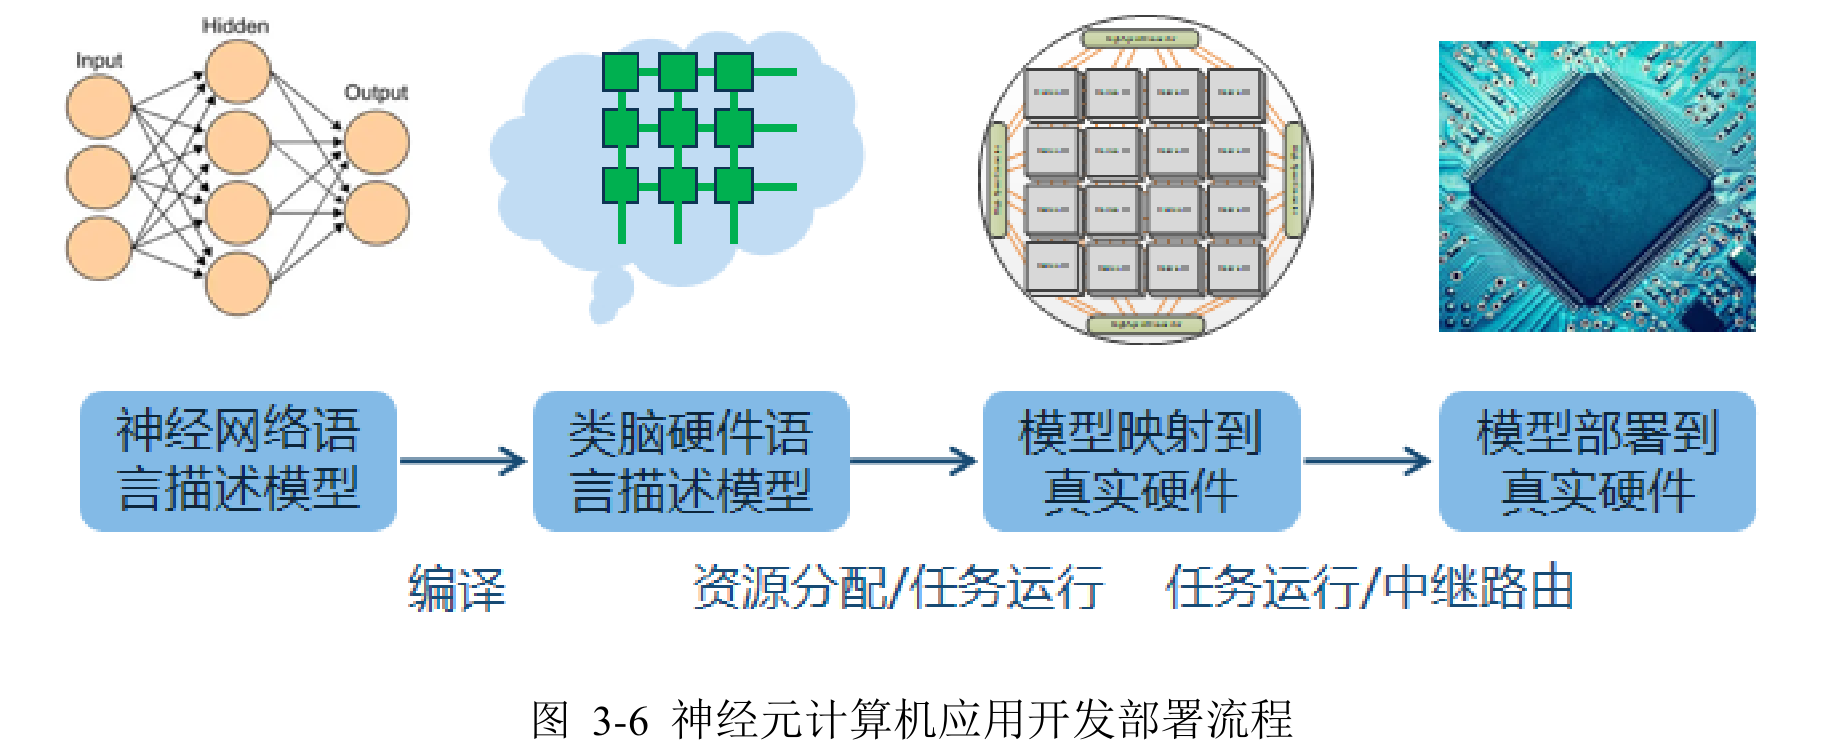 Hidden
Input
Output
神经网络语
言描述模型
类脑硬件语
言描述模型
模型映射到
真实硬件
模型部署到
真实硬件
编译
资源分配/任务运行
任务运行/中继路由
图 3-6 神经元计算机应用开发部署流程